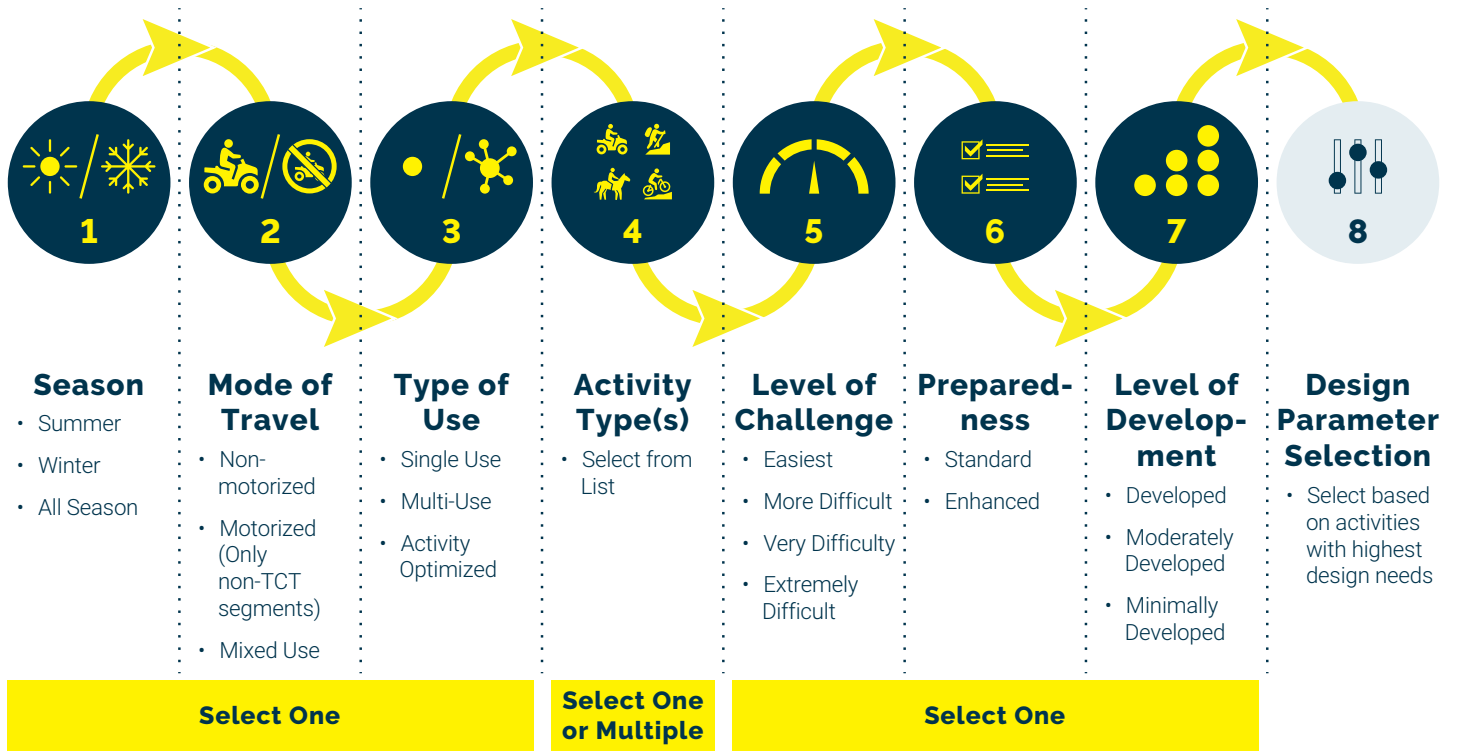 1
2
3
4
5
6
7
8
Season
• Summer
• Winter
• All Season
Mode of
Travel
• Non-
motorized
• Motorized
(Only
non-TCT
segments)
• Mixed Use
Type of
Use
• Single Use
• Multi-Use
• Activity
Optimized
Activity
Type(s)
• Select from
List
Level of
Challenge
• Easiest
• More Difficult
• Very Difficulty
• Extremely
Difficult
Prepared-
ness
• Standard
• Enhanced
Level of
Develop-
ment
• Developed
• Moderately
Developed
• Minimally
Developed
Design
Parameter
Selection
• Select based
on activities
with highest
design needs
Select One
Select One
or Multiple
Select One